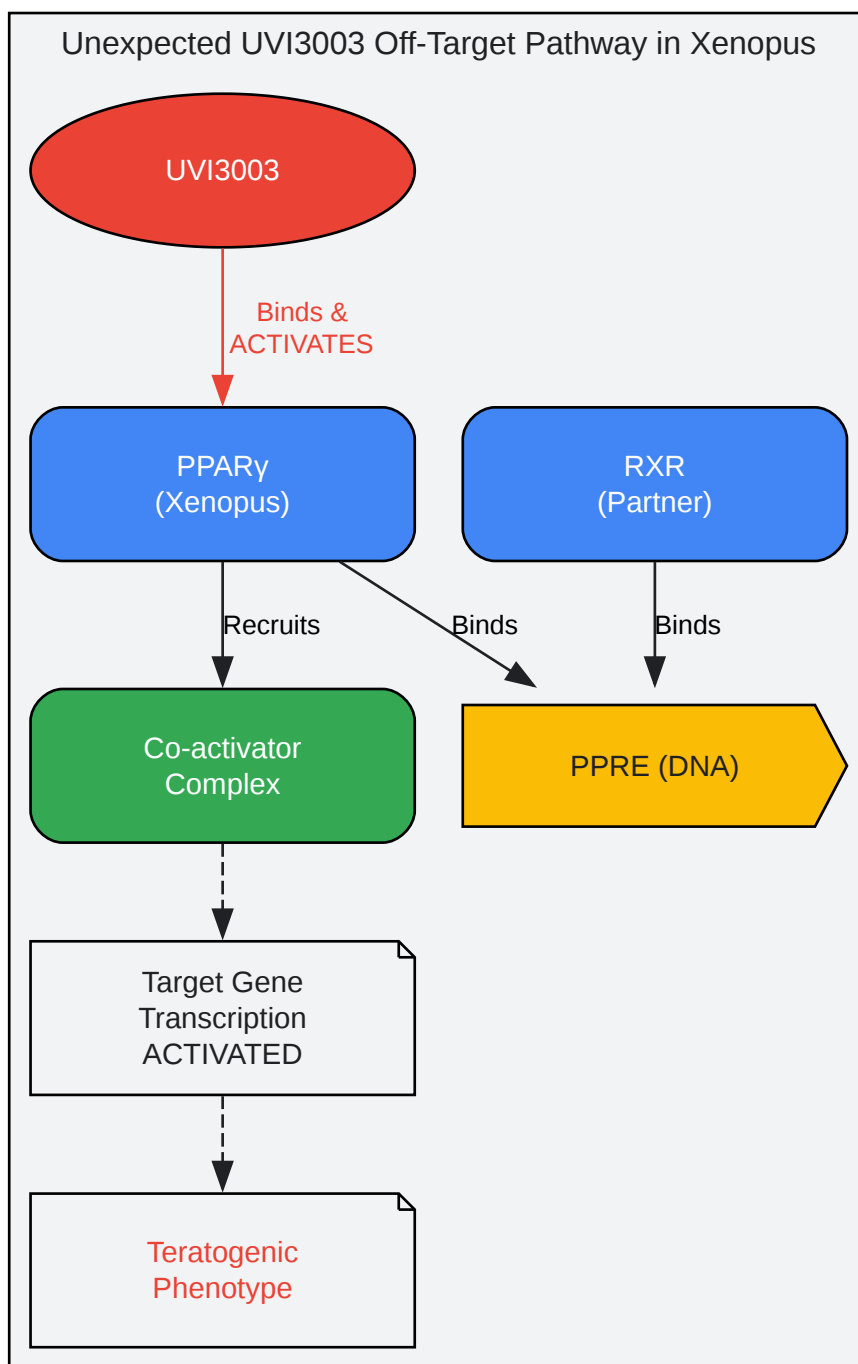 Unexpected UVI3003 Off-Target Pathway in Xenopus
UVI3003
Binds &
ACTIVATES
PPARγ
(Xenopus)
RXR
(Partner)
Recruits
Binds
Binds
Co-activator
Complex
PPRE (DNA)
Target Gene
Transcription
ACTIVATED
Teratogenic
Phenotype